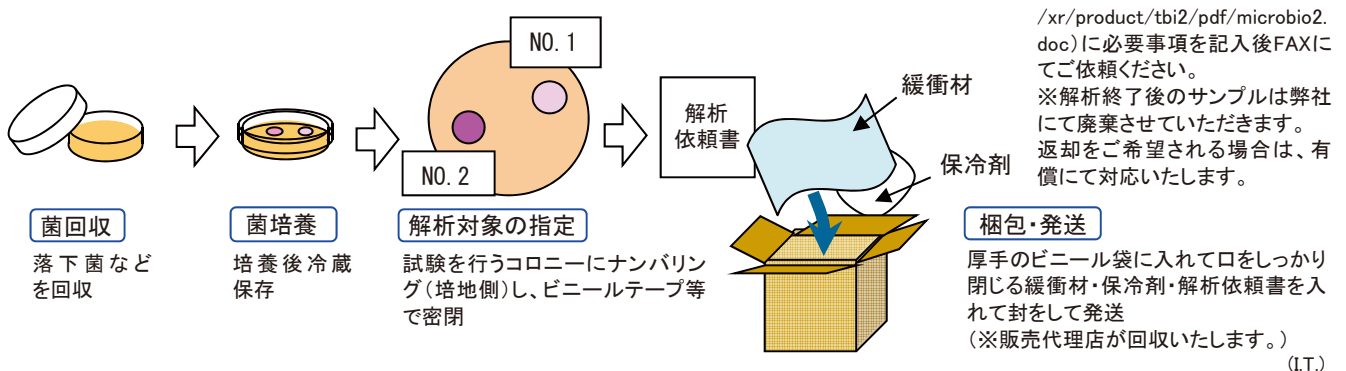 /xr/product/tbi2/pdf/microbio2.
doc)に必要事項を記入後FAXに
てご依頼ください。
※解析終了後のサンプルは弊社
にて廃棄させていただきます。
返却をご希望される場合は、有
償にて対応いたします。
NO. 1
NO. 2
解析
依頼書
緩衝材
保冷剤
菌回収
落下菌など
を回収
菌培養
培養後冷蔵
保存
解析対象の指定
試験を行うコロニーにナンバリン
グ(培地側)し、ビニールテープ等
で密閉
梱包・発送
厚手のビニール袋に入れて口をしっかり
閉じる緩衝材・保冷剤・解析依頼書を入
れて封をして発送
(※販売代理店が回収いたします。)
(I.T.)